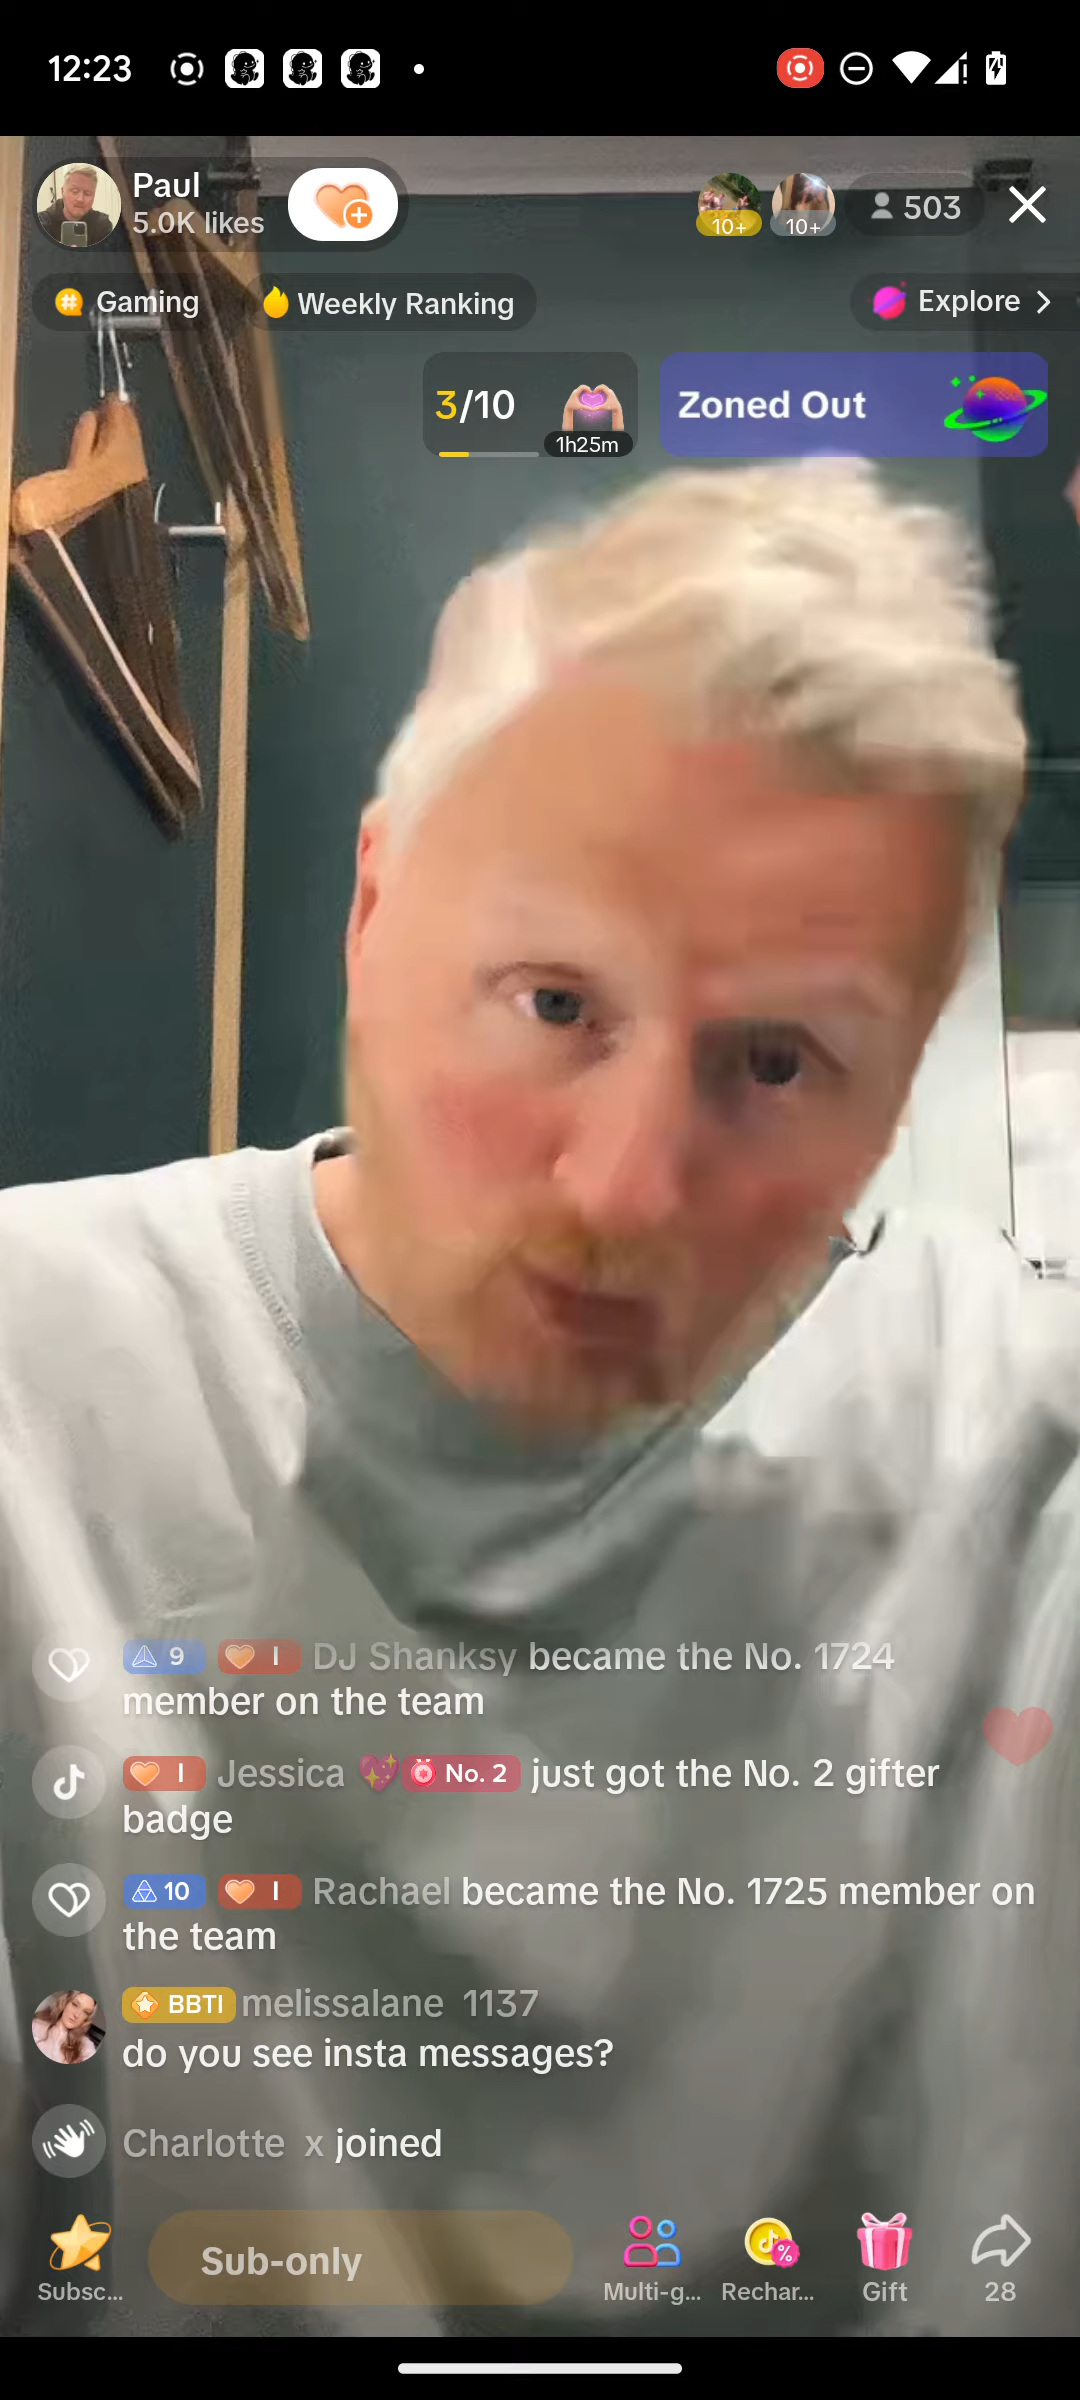 12:23
Paul
5.0K likes
10+
10+
503
Gaming
Weekly Ranking
Explore
3/10
1h25m
Zoned Out
9 I DJ Shanksy became the No. 1724
member on the team
I Jessica 💖 No. 2 just got the No. 2 gifter
badge
10 I Rachael became the No. 1725 member on
the team
BBTI melissalane 1137
do you see insta messages?
Charlotte x joined
Subsc...
Sub-only
Multi-g...
Rechar...
Gift
28